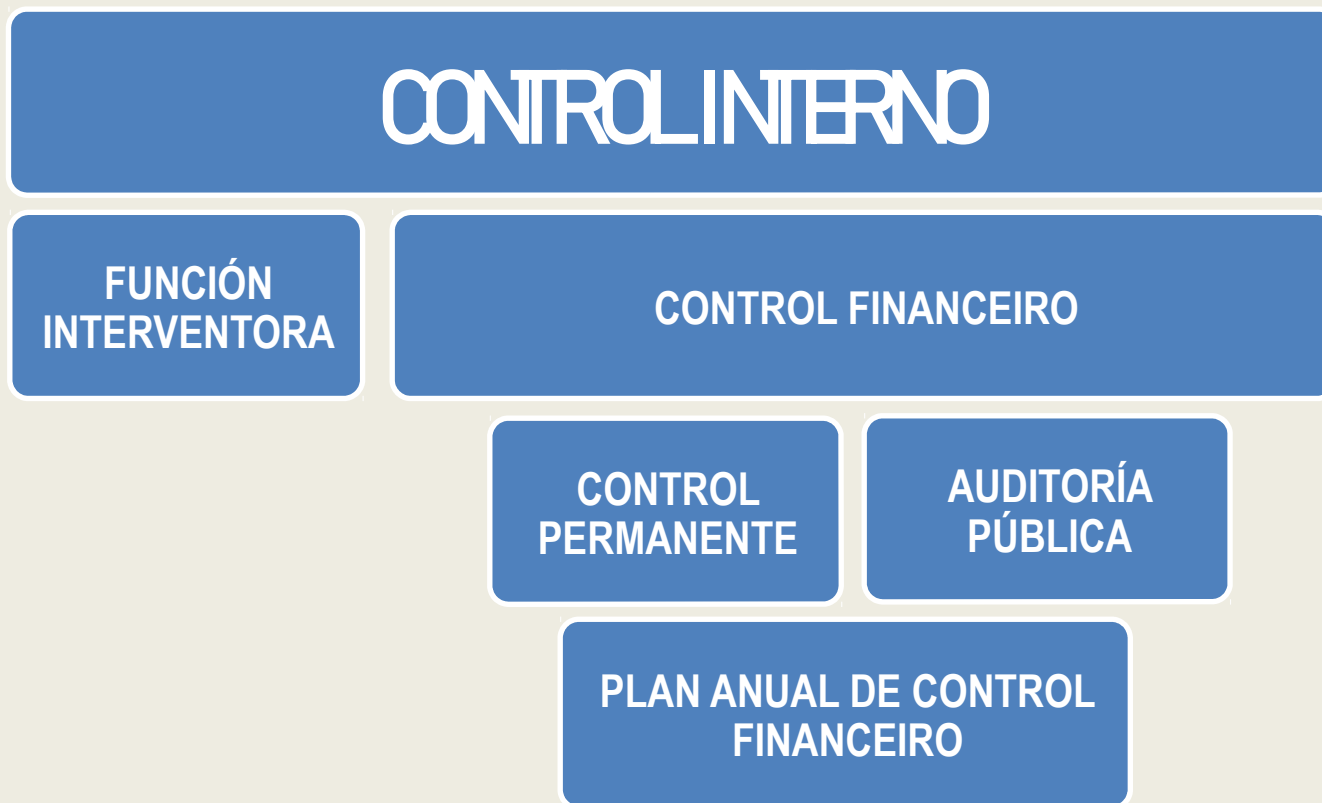 CONTROL INTERNO
FUNCIÓN
INTERVENTORA
CONTROL FINANCEIRO
CONTROL
PERMANENTE
AUDITORÍA
PÚBLICA
PLAN ANUAL DE CONTROL
FINANCEIRO